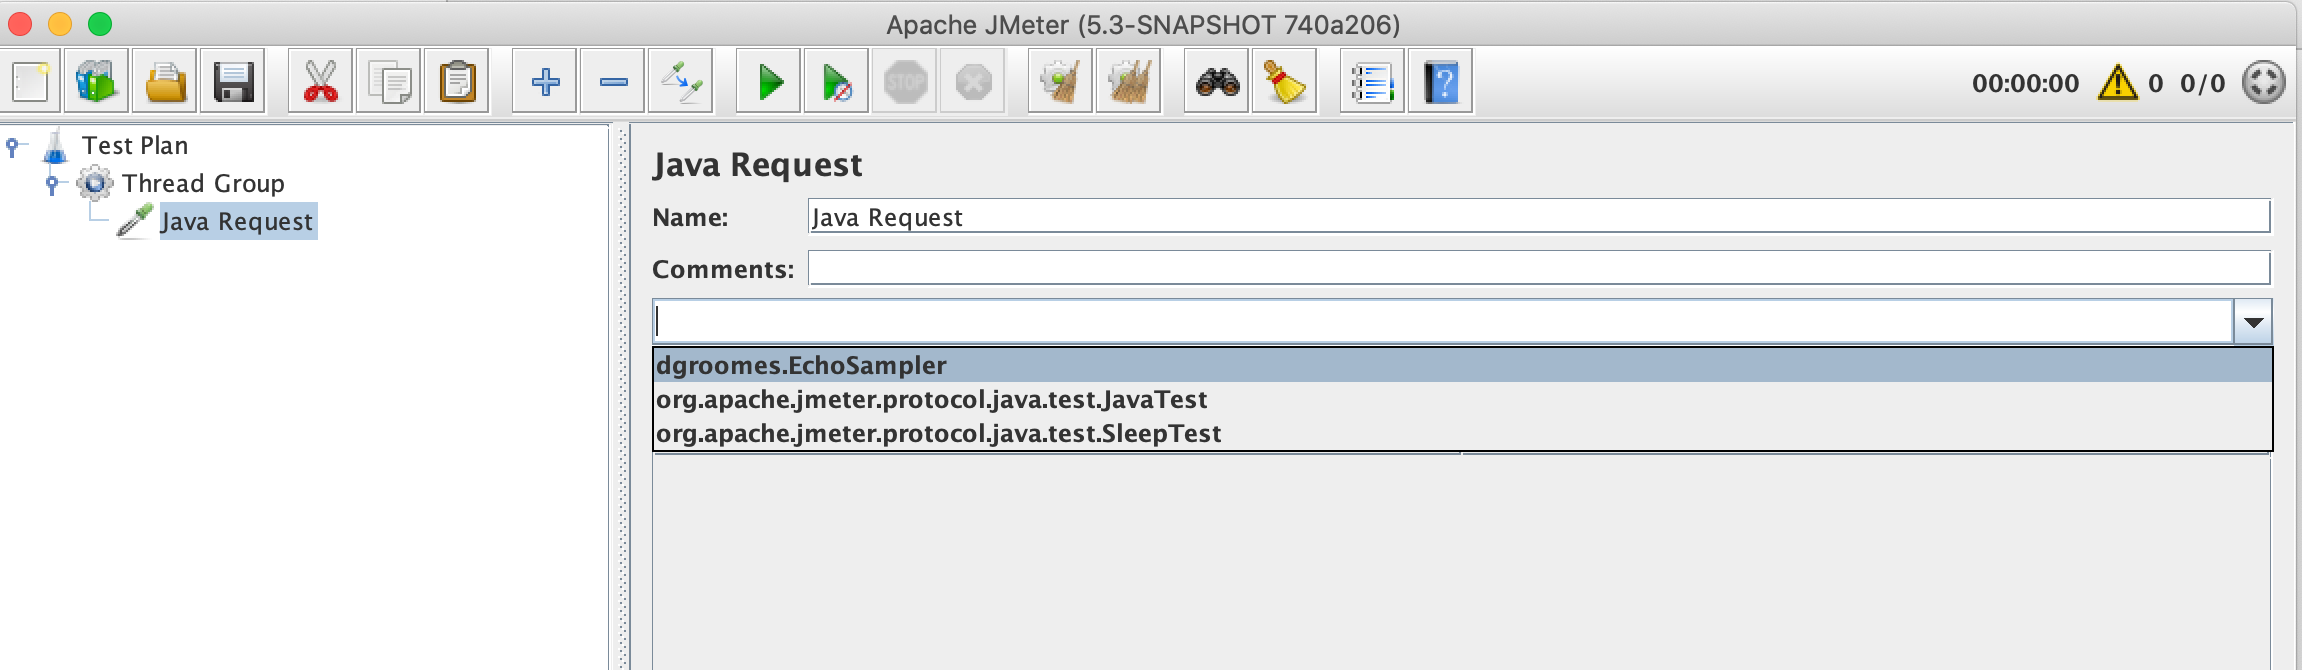 Apache JMeter (5.3-SNAPSHOT 740a206)
STOP
?
00:00:00 0 0/0
Test Plan
Thread Group
Java Request
Java Request
Name: Java Request
Comments:
dgroomes.EchoSampler
org.apache.jmeter.protocol.java.test.JavaTest
org.apache.jmeter.protocol.java.test.SleepTest